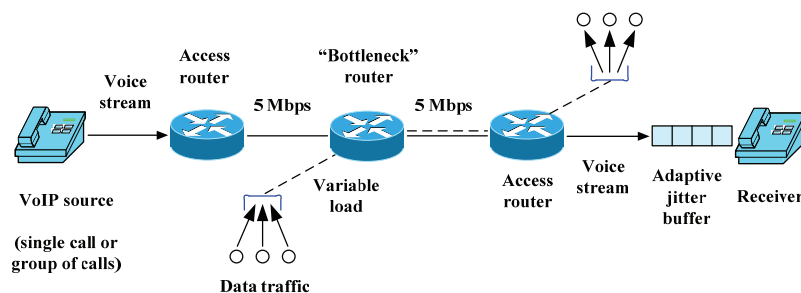 Voice
stream
Access
router
5 Mbps
“Bottleneck”
router
5 Mbps
VoIP source
(single call or
group of calls)
Data traffic
Variable
load
Access
router
Voice
stream
Adaptive
jitter
buffer
Receiver